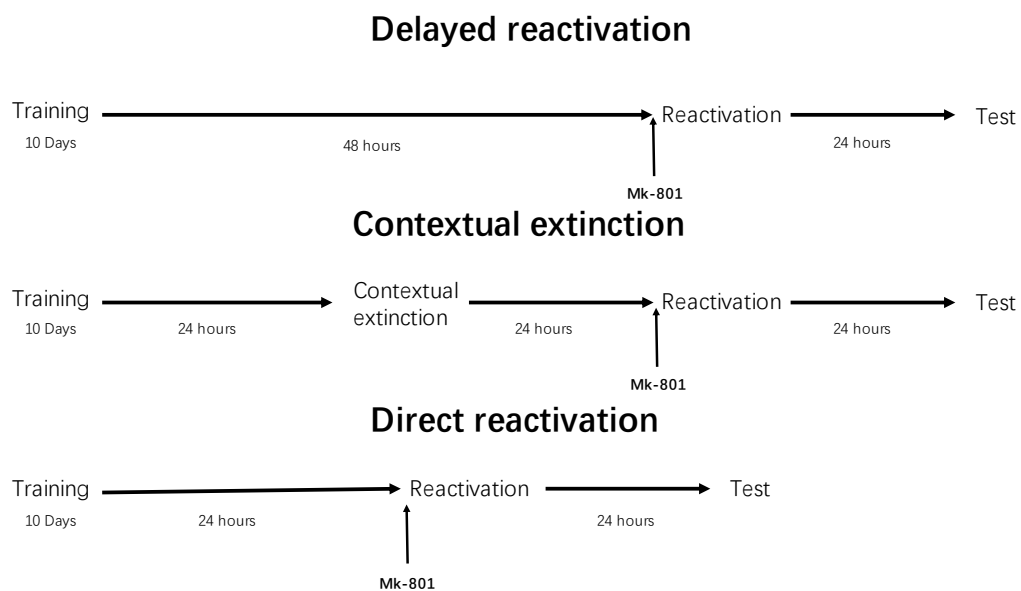 Delayed reactivation
Training
Reactivation
Test
10 Days
48 hours
24 hours
Mk-801
Contextual extinction
Training
Contextual
extinction
Reactivation
Test
10 Days
24 hours
24 hours
24 hours
Mk-801
Direct reactivation
Training
Reactivation
Test
10 Days
24 hours
24 hours
Mk-801